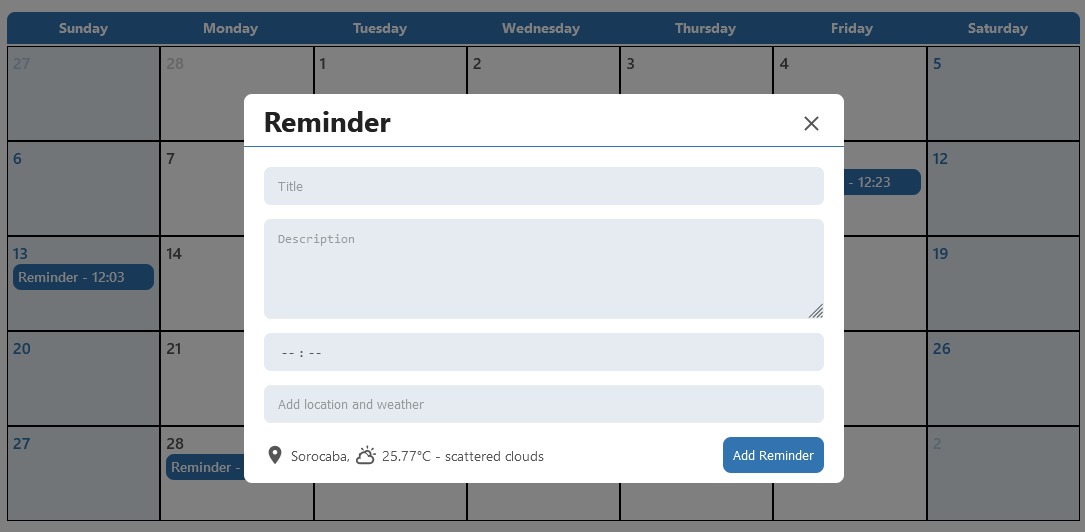 Sunday Monday Tuesday Wednesday Thursday Friday Saturday
27 28 1 2 3 4 5
Reminder
6 7 12
Title
- 12:23
Description
13 14 19
Reminder - 12:03
20 21 26
-- : --
Add location and weather
27 28 2
Reminder -
Sorocaba, 25.77°C - scattered clouds
Add Reminder